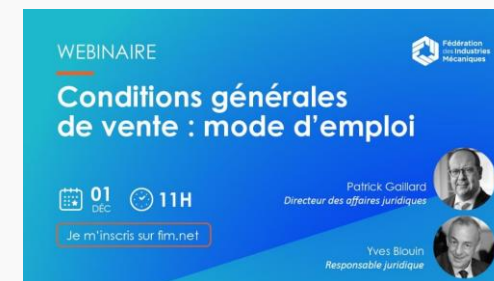 WEBINAIRE
Fédération
des Industries
Mécaniques
Conditions générales
de vente : mode d'emploi
01
DÉC
11H
Je m'inscris sur fim.net
Patrick Gaillard
Directeur des affaires juridiques
Yves Blouin
Responsable juridique